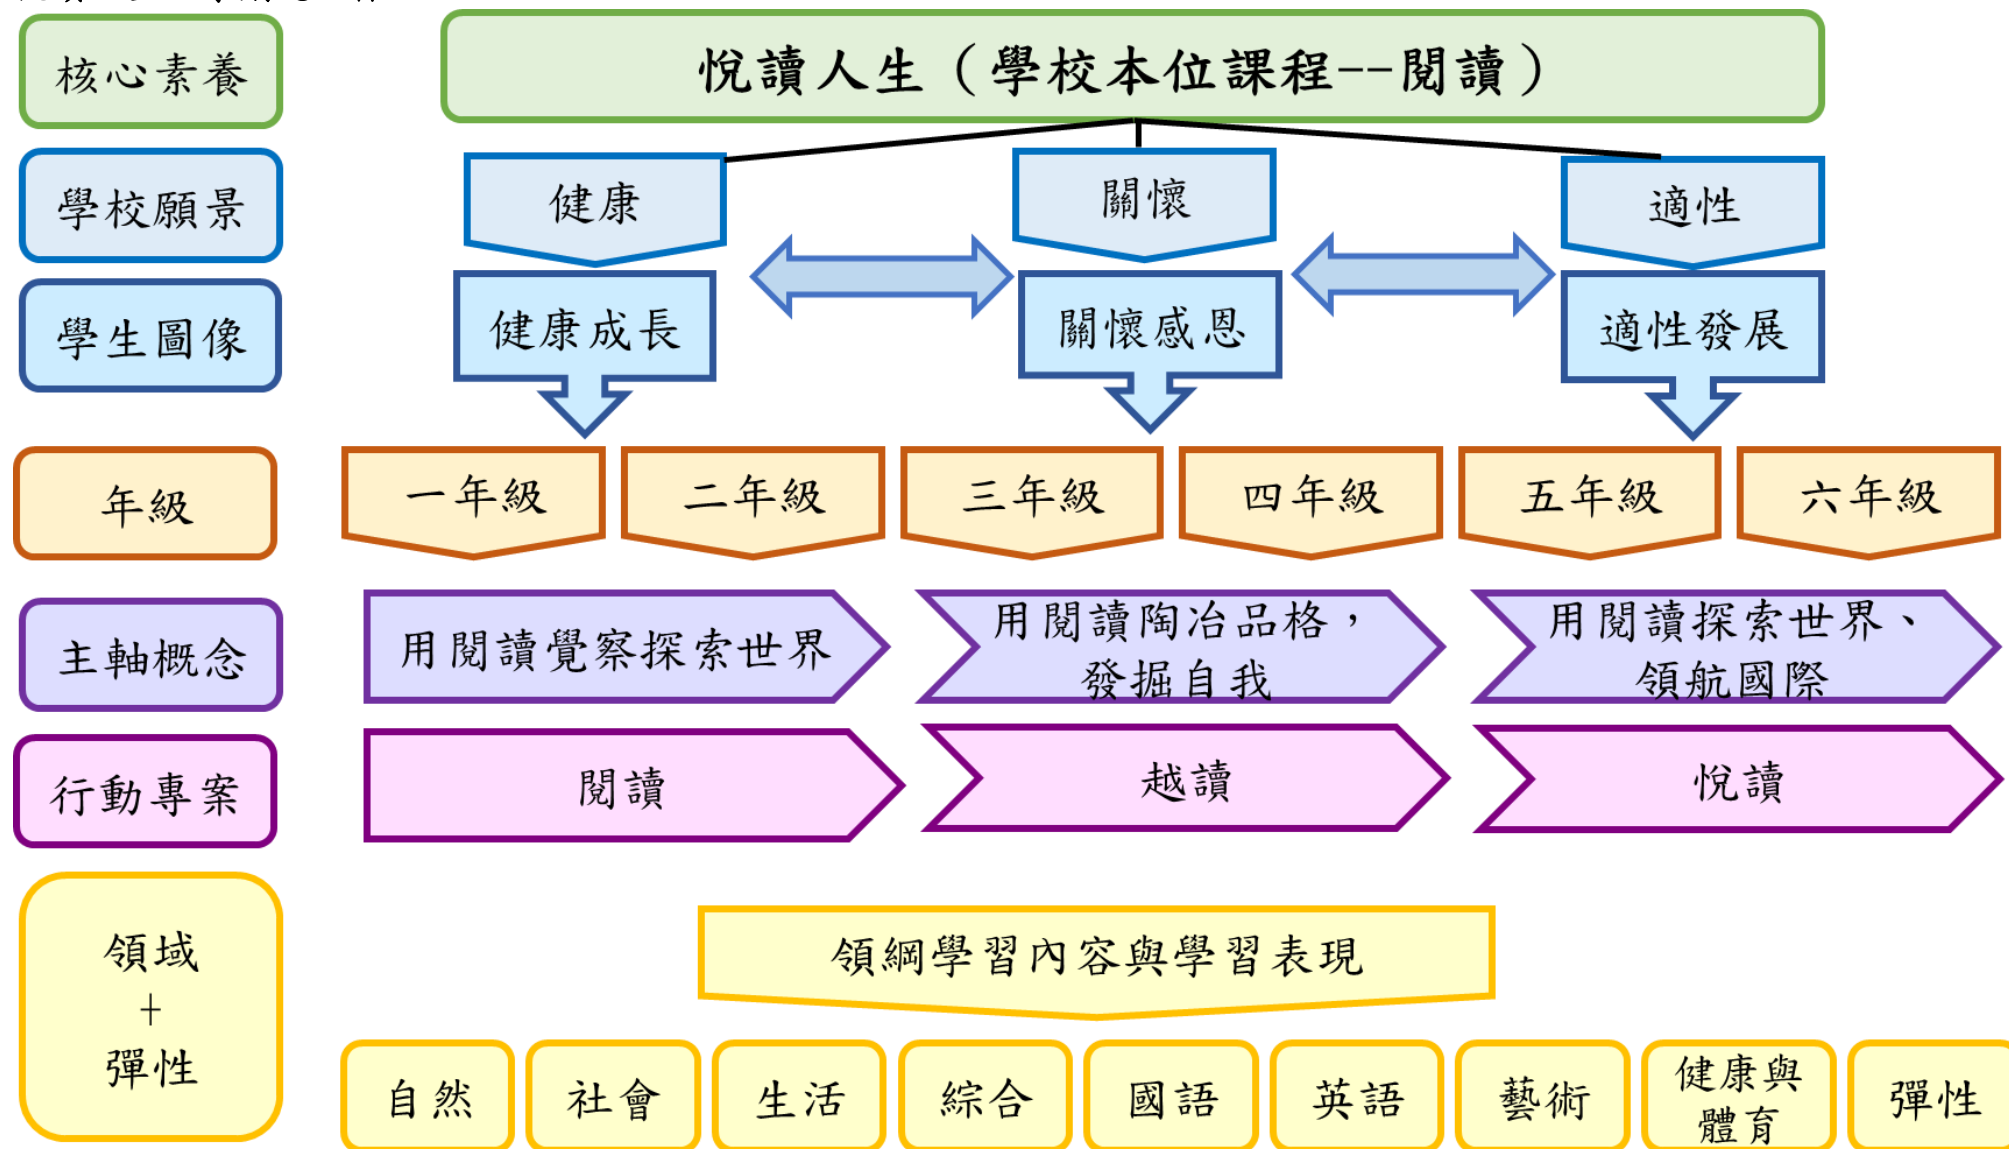 核心素養
悅讀人生（學校本位課程--閱讀）
學校願景
健康
關懷
適性
學生圖像
健康成長
關懷感恩
適性發展
年級
一年級
二年級
三年級
四年級
五年級
六年級
主軸概念
用閱讀覺察探索世界
用閱讀陶冶品格，
發掘自我
用閱讀探索世界、
領航國際
行動專案
閱讀
越讀
悅讀
領域
+
彈性
領綱學習內容與學習表現
自然
社會
生活
綜合
國語
英語
藝術
健康與
體育
彈性